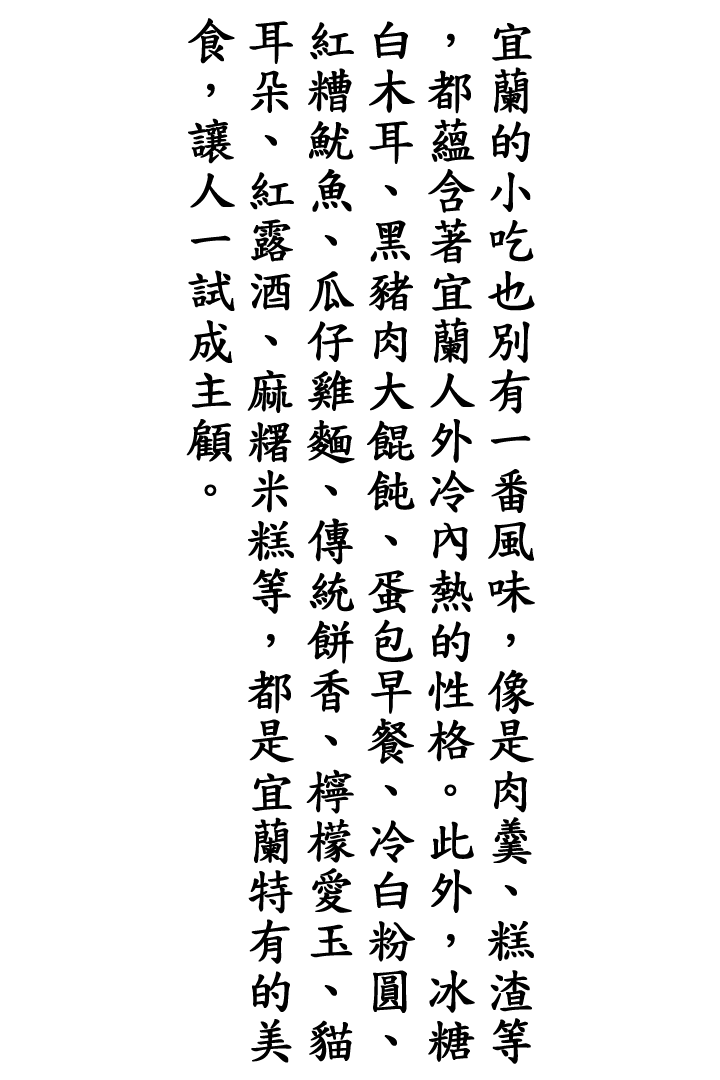 宜蘭的小吃也別有一番風味，像是肉羹、糕渣等
，都蘊含著宜蘭人外冷內熱的性格。此外，冰糖
白木耳、黑豬肉大餛飩、蛋包早餐、冷白粉圓、
紅糟魷魚、瓜仔雞麵、傳統餅香、檸檬愛玉、貓
耳朵、紅露酒、麻糬米糕等，都是宜蘭特有的美
食，讓人一試成主顧。